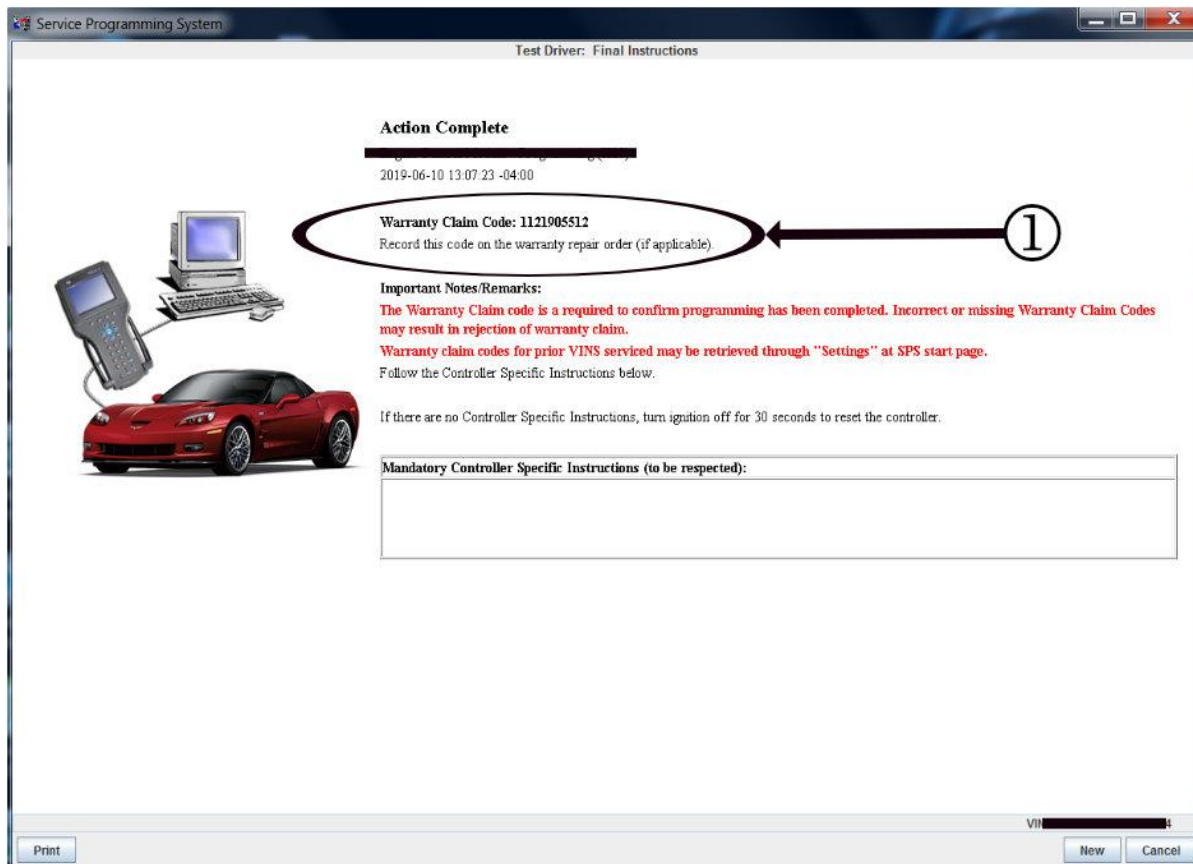 Service Programming System
Test Driver: Final Instructions
Action Complete
2019-06-10 13:07:23 -04:00
Warranty Claim Code: 1121905512
Record this code on the warranty repair order (if applicable).
1
Important Notes/Remarks:
The Warranty Claim code is a required to confirm programming has been completed. Incorrect or missing Warranty Claim Codes
may result in rejection of warranty claim.
Warranty claim codes for prior VINS serviced may be retrieved through "Settings" at SPS start page.
Follow the Controller Specific Instructions below.
If there are no Controller Specific Instructions, turn ignition off for 30 seconds to reset the controller.
Mandatory Controller Specific Instructions (to be respected):
VIN 4
Print
New Cancel